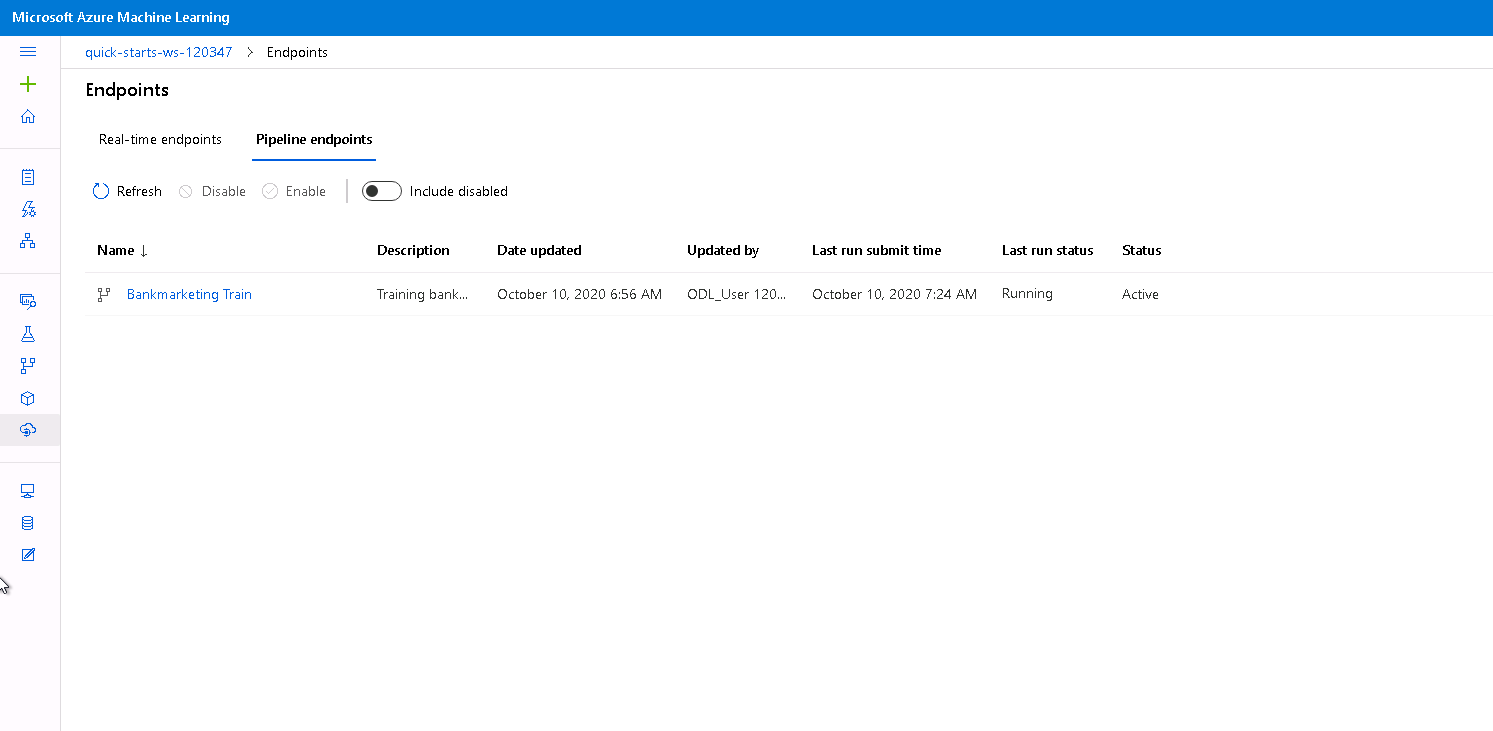 Microsoft Azure Machine Learning
quick-starts-ws-120347 > Endpoints
Endpoints
Real-time endpoints Pipeline endpoints
Refresh Disable Enable Include disabled
Name ↓ Description Date updated Updated by Last run submit time Last run status Status
Bankmarketing Train Training bank... October 10, 2020 6:56 AM ODL_User 120... October 10, 2020 7:24 AM Running Active